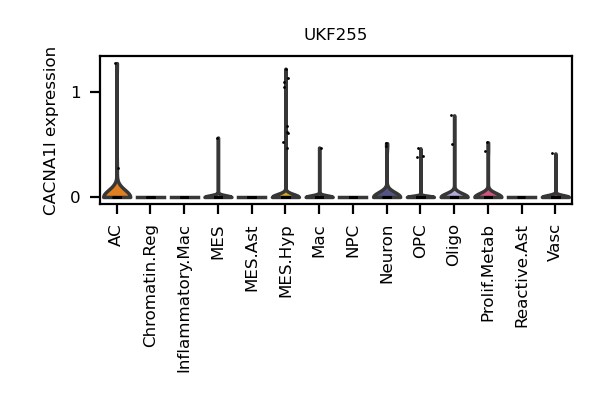 UKF255
CACNA1I expression
1
0
AC
Chromatin.Reg
Inflammatory.Mac
MES
MES.Ast
MES.Hyp
Mac
NPC
Neuron
OPC
Oligo
Prolif.Metab
Reactive.Ast
Vasc